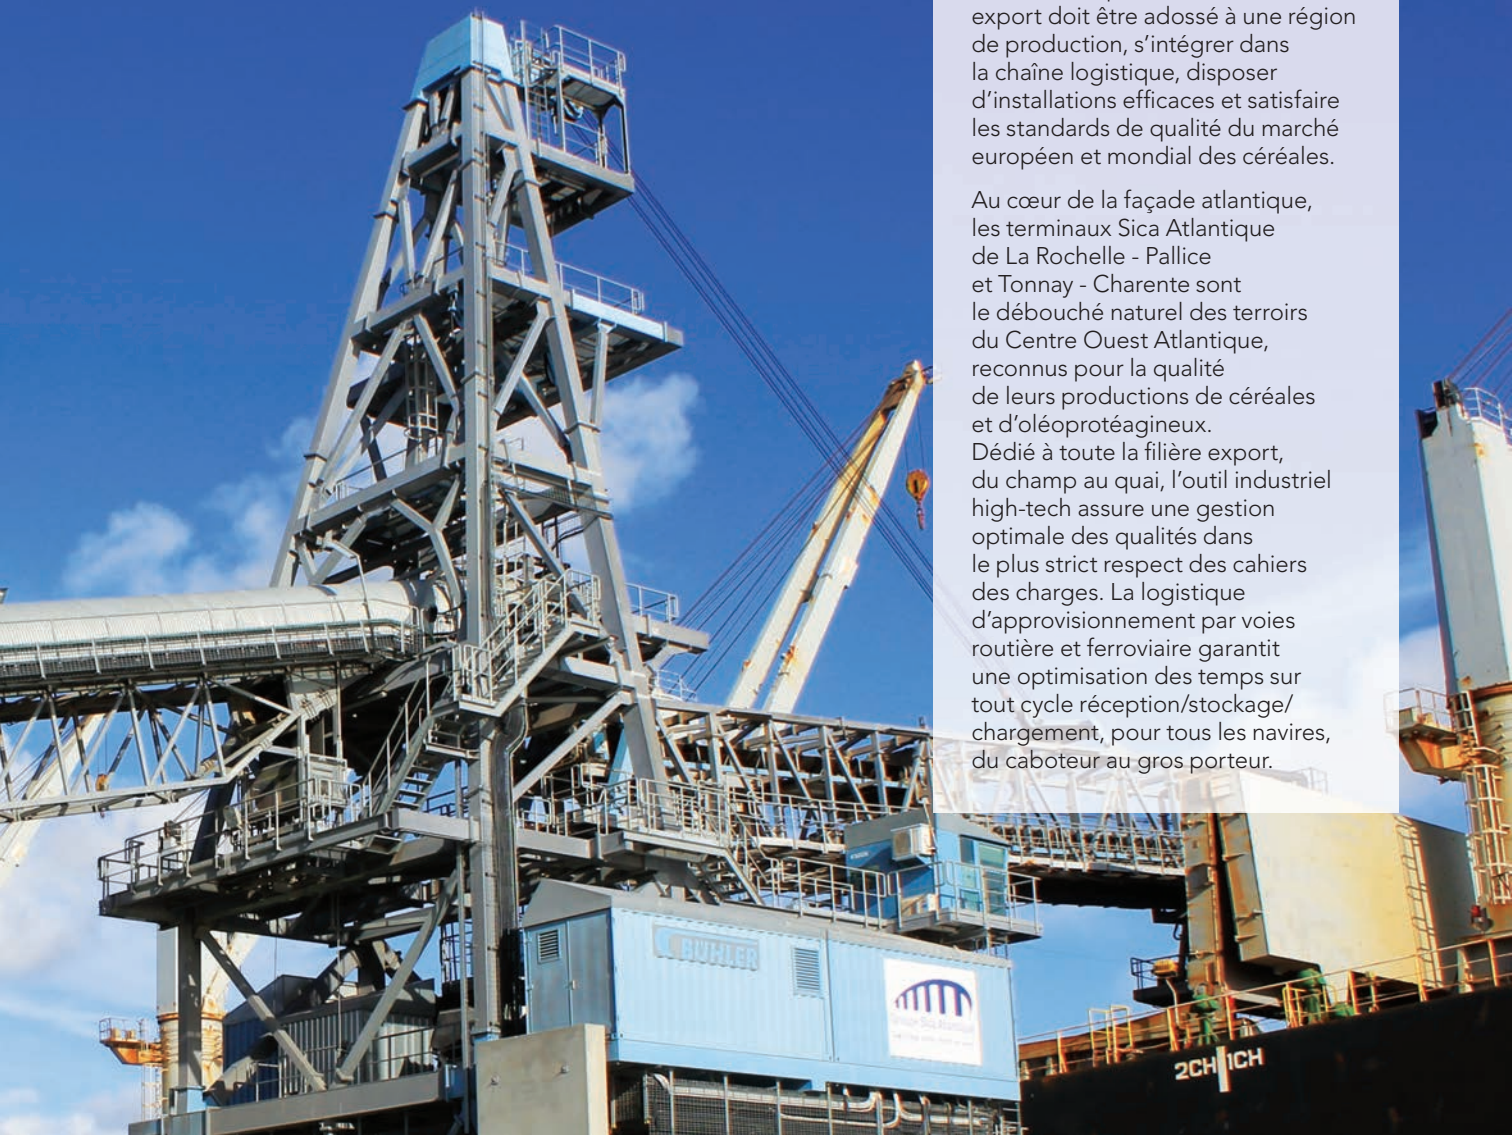 export doit être adossé à une région
de production, s’intégrer dans
la chaîne logistique, disposer
d’installations efficaces et satisfaire
les standards de qualité du marché
européen et mondial des céréales.
Au cœur de la façade atlantique,
les terminaux Sica Atlantique
de La Rochelle - Pallice
et Tonnay - Charente sont
le débouché naturel des terroirs
du Centre Ouest Atlantique,
reconnus pour la qualité
de leurs productions de céréales
et d’oléoprotéagineux.
Dédié à toute la filière export,
du champ au quai, l’outil industriel
high-tech assure une gestion
optimale des qualités dans
le plus strict respect des cahiers
des charges. La logistique
d’approvisionnement par voies
routière et ferroviaire garantit
une optimisation des temps sur
tout cycle réception/stockage/
chargement, pour tous les navires,
du caboteur au gros porteur.
BUHLER
Groupe Sica Atlantique
2CH 1CH